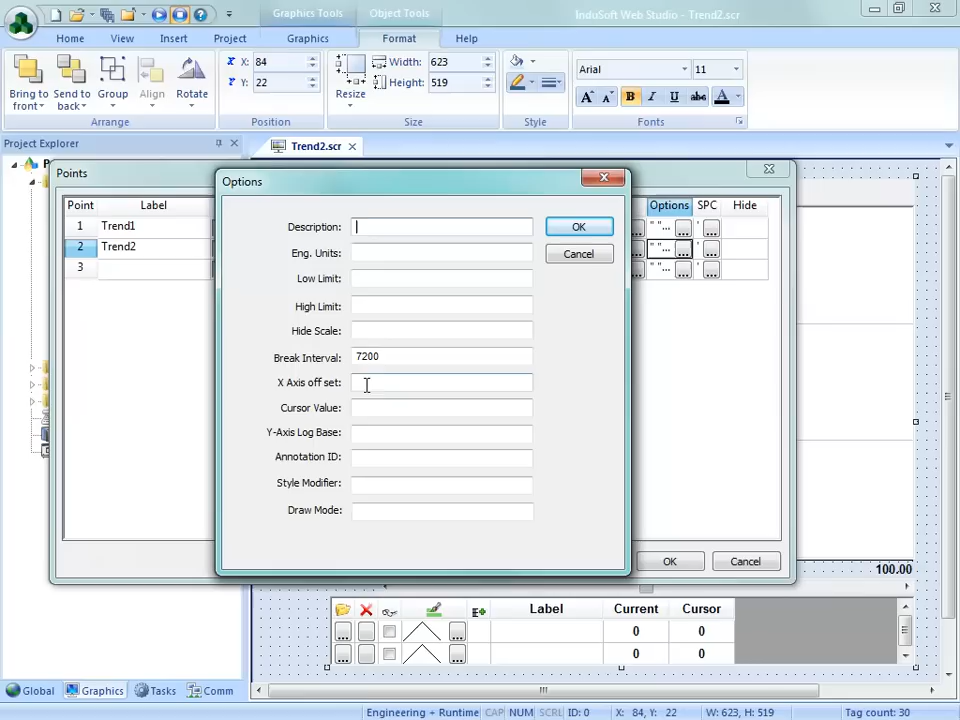 Graphics Tools Object Tools InduSoft Web Studio - Trend2.scr
Home View Insert Project Graphics Format Help
Bring to front Send to back Group Align Rotate
X: 84
Y: 22
Resize
Width: 623
Height: 519
Arial 11
A A B I U abc A
Arrange Position Size Style Fonts
Project Explorer
Trend2.scr
Points
Options
Point Label Options SPC Hide
1 Trend1 " "... ... ' ...
2 Trend2 " "... ... ' ...
3 " "... ... ' ...
Description:
Eng. Units:
Low Limit:
High Limit:
Hide Scale:
Break Interval: 7200
X Axis off set:
Cursor Value:
Y-Axis Log Base:
Annotation ID:
Style Modifier:
Draw Mode:
OK
Cancel
OK Cancel
100.00
Label Current Cursor
... ... ... 0 0
... ... ... 0 0
Global Graphics Tasks Comm
Engineering + Runtime CAP NUM SCRL ID: 0 X: 84, Y: 22 W: 623, H: 519 Tag count: 30